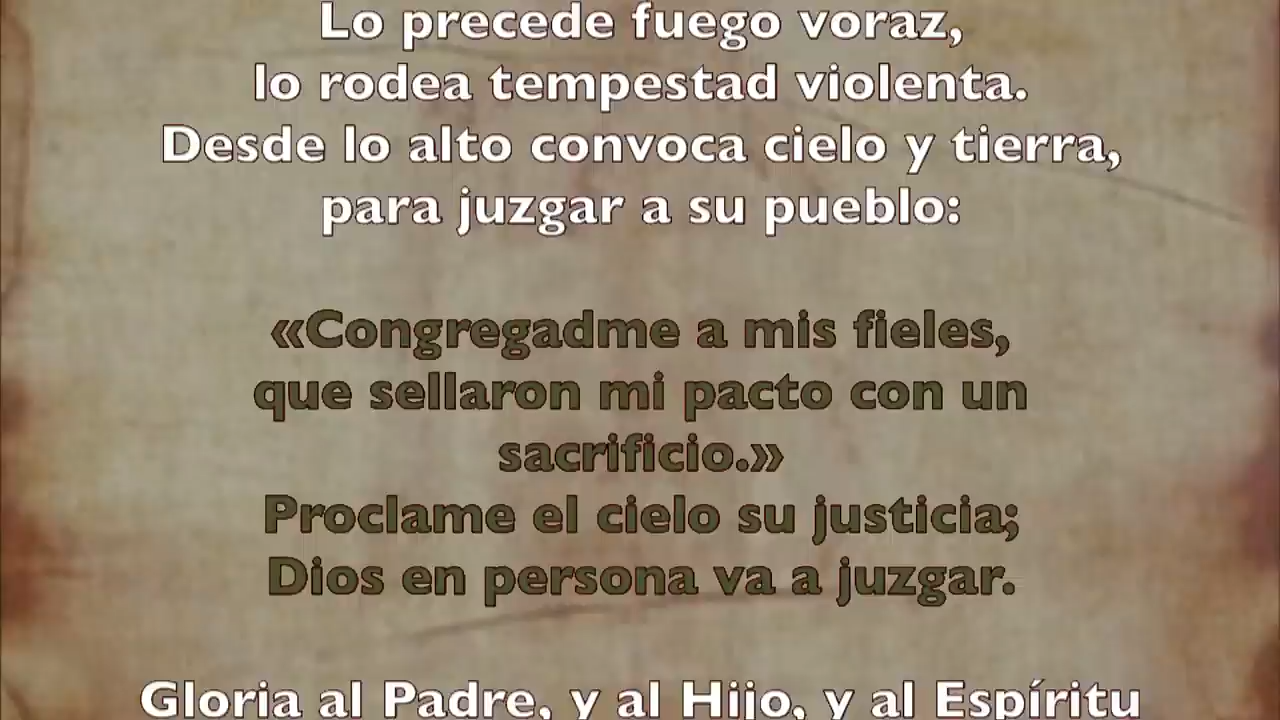 Lo precede fuego voraz,
lo rodea tempestad violenta.
Desde lo alto convoca cielo y tierra,
para juzgar a su pueblo:
«Congregadme a mis fieles,
que sellaron mi pacto con un
sacrificio.»
Proclame el cielo su justicia;
Dios en persona va a juzgar.
Gloria al Padre, y al Hijo, y al Espíritu